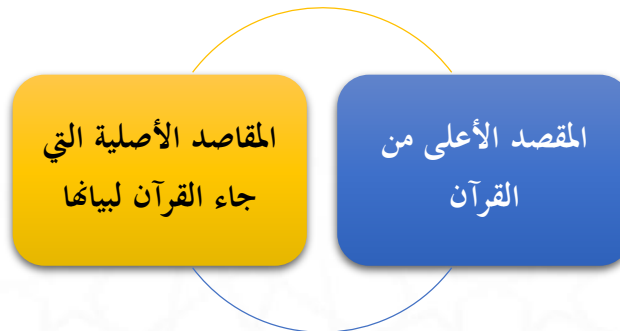 المقصد الأعلى من
القرآن
المقاصد الأصلية التي
جاء القرآن لبيانها